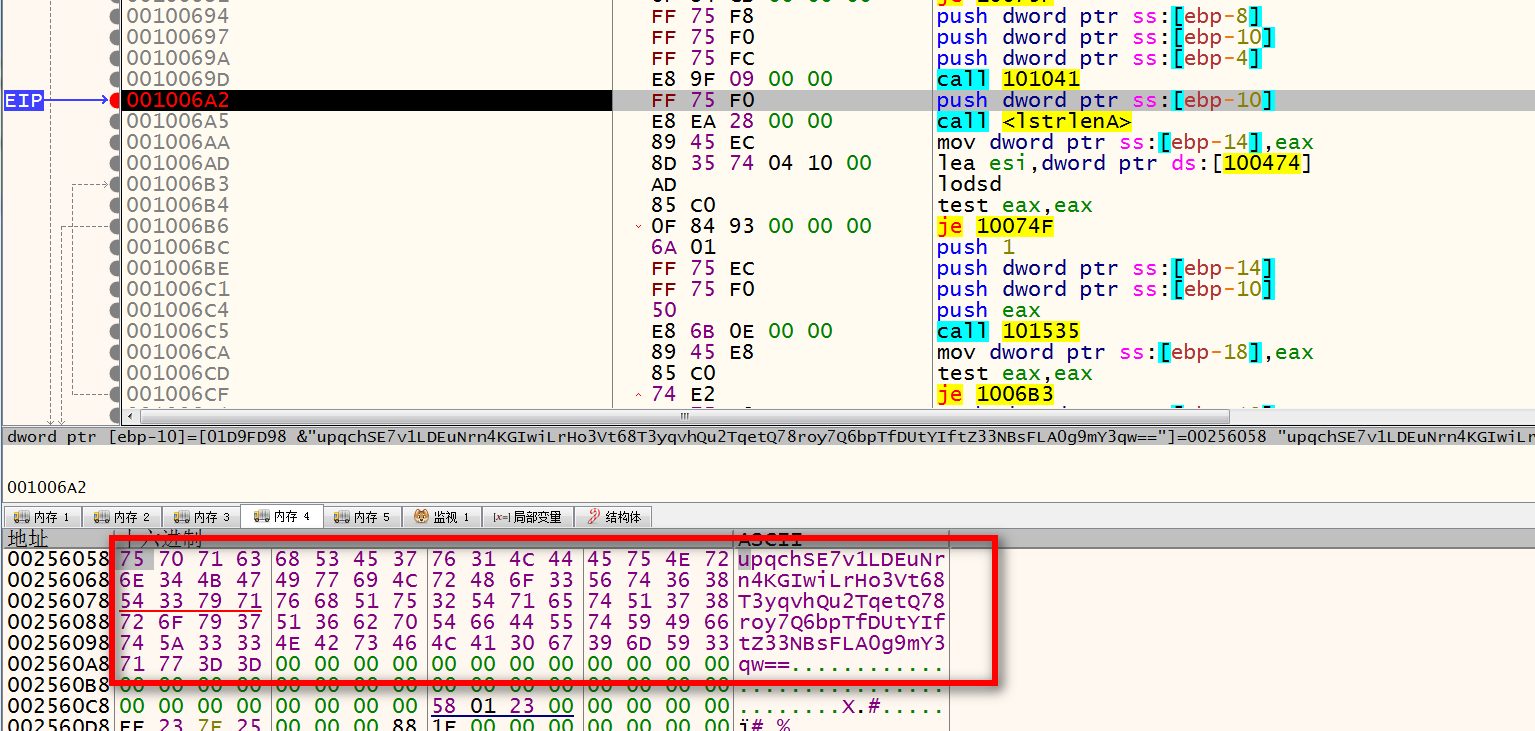 00100694 FF 75 F8 push dword ptr ss:[ebp-8]
00100697 FF 75 F0 push dword ptr ss:[ebp-10]
0010069A FF 75 FC push dword ptr ss:[ebp-4]
0010069D E8 9F 09 00 00 call 101041
EIP 001006A2 FF 75 F0 push dword ptr ss:[ebp-10]
001006A5 E8 EA 28 00 00 call <lstrlenA>
001006AA 89 45 EC mov dword ptr ss:[ebp-14],eax
001006AD 8D 35 74 04 10 00 lea esi,dword ptr ds:[100474]
001006B3 AD lodsd
001006B4 85 C0 test eax,eax
001006B6 0F 84 93 00 00 00 je 10074F
001006BC 6A 01 push 1
001006BE FF 75 EC push dword ptr ss:[ebp-14]
001006C1 FF 75 F0 push dword ptr ss:[ebp-10]
001006C4 50 push eax
001006C5 E8 6B 0E 00 00 call 101535
001006CA 89 45 E8 mov dword ptr ss:[ebp-18],eax
001006CD 85 C0 test eax,eax
001006CF 74 E2 je 1006B3
dword ptr [ebp-10]=[01D9FD98 &"upqchSE7v1LDEuNrn4KGIwiLrHo3Vt68T3yqvhQu2TqetQ78roy7Q6bpTfDUtYIftZ33NBsFLA0g9mY3qw=="]=00256058 "upqchSE7v1LDEuNrn4KGIwiLr
001006A2
内存 1 内存 2 内存 3 内存 4 内存 5 监视 1 [x=] 局部变量 结构体
地址 十六进制 ASCII
00256058 75 70 71 63 68 53 45 37 76 31 4C 44 45 75 4E 72 upqchSE7v1LDEuNr
00256068 6E 34 4B 47 49 77 69 4C 72 48 6F 33 56 74 36 38 n4KGIwiLrHo3Vt68
00256078 54 33 79 71 76 68 51 75 32 54 71 65 74 51 37 38 T3yqvhQu2TqetQ78
00256088 72 6F 79 37 51 36 62 70 54 66 44 55 74 59 49 66 roy7Q6bpTfDUtYIf
00256098 74 5A 33 33 4E 42 73 46 4C 41 30 67 39 6D 59 33 tZ33NBsFLA0g9mY3
002560A8 71 77 3D 3D 00 00 00 00 00 00 00 00 00 00 00 00 qw==............
002560B8 00 00 00 00 00 00 00 00 00 00 00 00 00 00 00 00 ................
002560C8 00 00 00 00 00 00 00 00 58 01 23 00 00 00 00 00 ........X.#.....